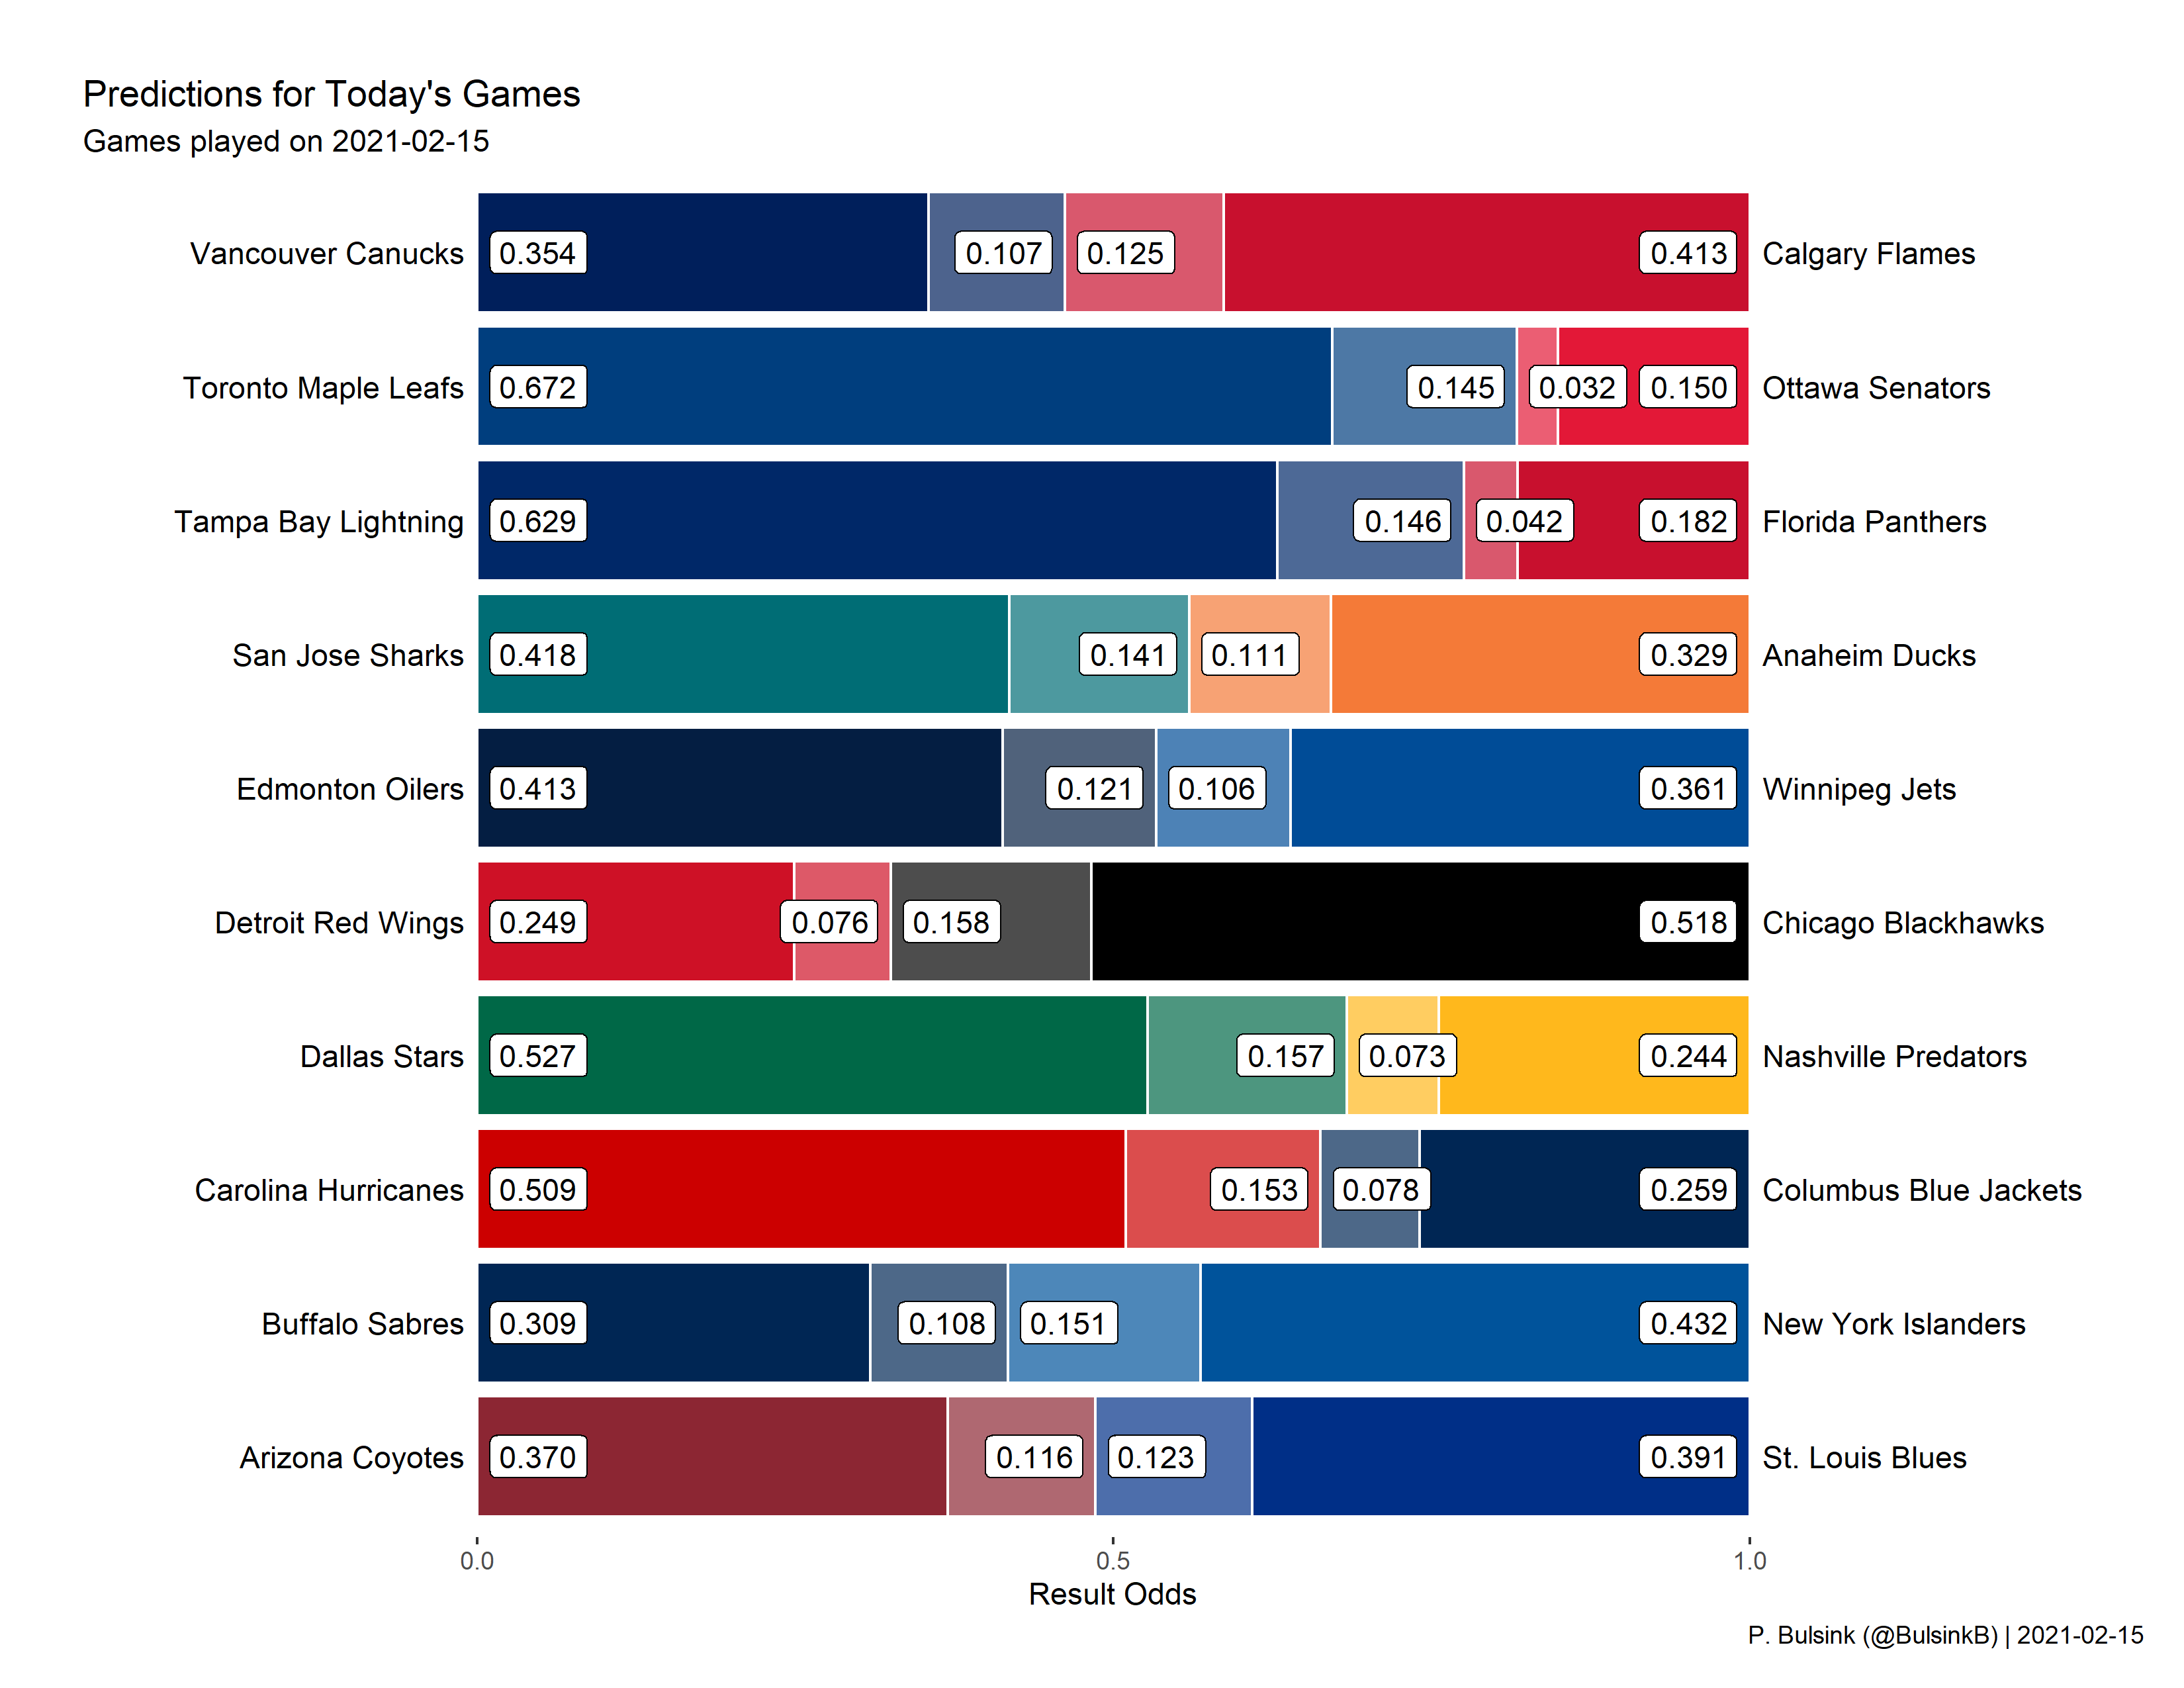 Predictions for Today's Games
Games played on 2021-02-15
Vancouver Canucks 0.354 0.107 0.125 0.413 Calgary Flames
Toronto Maple Leafs 0.672 0.145 0.032 0.150 Ottawa Senators
Tampa Bay Lightning 0.629 0.146 0.042 0.182 Florida Panthers
San Jose Sharks 0.418 0.141 0.111 0.329 Anaheim Ducks
Edmonton Oilers 0.413 0.121 0.106 0.361 Winnipeg Jets
Detroit Red Wings 0.249 0.076 0.158 0.518 Chicago Blackhawks
Dallas Stars 0.527 0.157 0.073 0.244 Nashville Predators
Carolina Hurricanes 0.509 0.153 0.078 0.259 Columbus Blue Jackets
Buffalo Sabres 0.309 0.108 0.151 0.432 New York Islanders
Arizona Coyotes 0.370 0.116 0.123 0.391 St. Louis Blues
0.0 0.5 1.0
Result Odds
P. Bulsink (@BulsinkB) | 2021-02-15